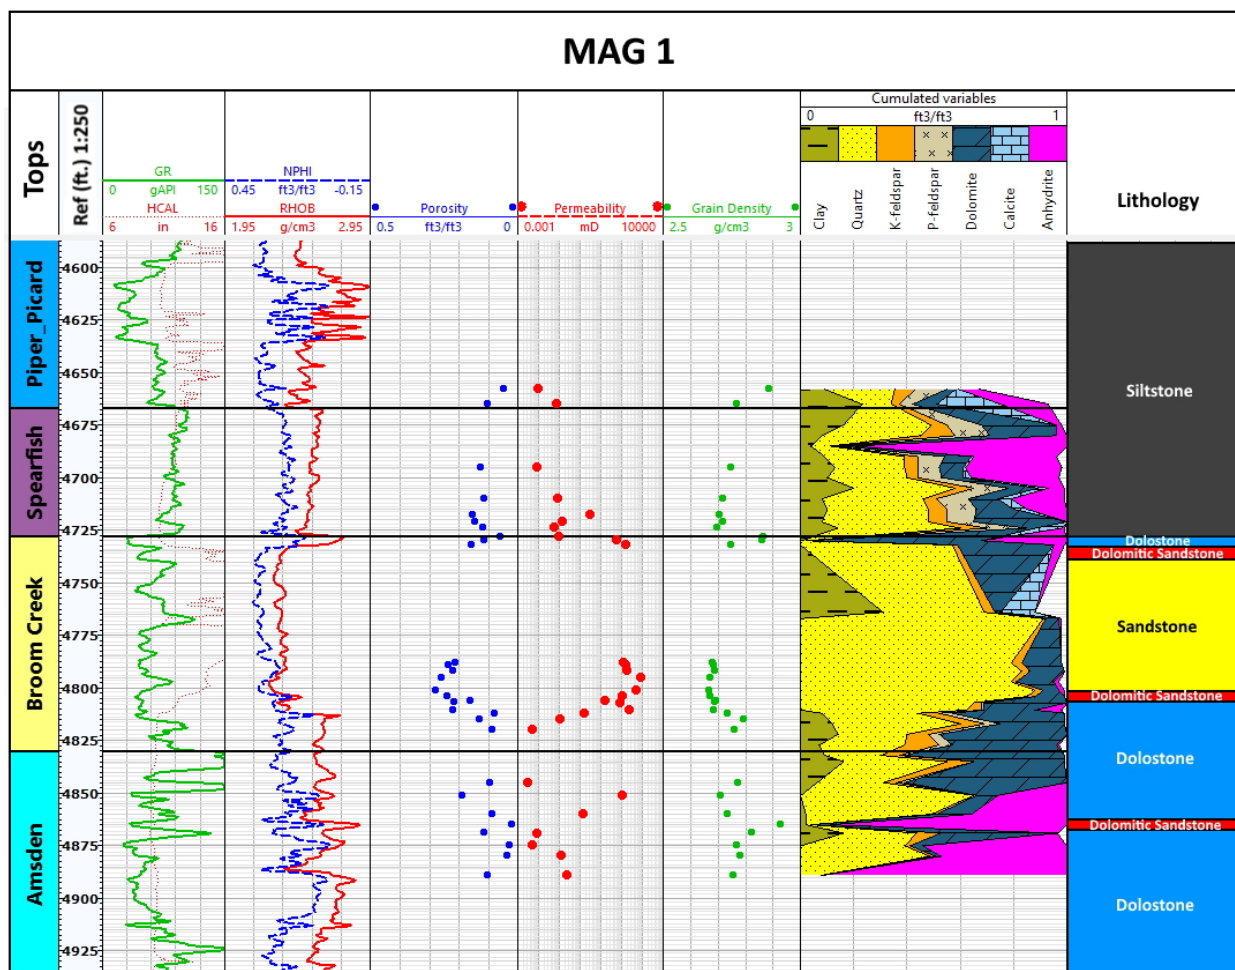 MAG 1
Tops
Ref (ft.) 1:250
GR
0 gAPI 150
HCAL
6 in 16
NPHI
0.45 ft3/ft3 -0.15
RHOB
1.95 g/cm3 2.95
Porosity
0.5 ft3/ft3 0
Permeability
0.001 mD 10000
Grain Density
2.5 g/cm3 3
Cumulated variables
0 ft3/ft3 1
Clay
Quartz
K-feldspar
P-feldspar
Dolomite
Calcite
Anhydrite
Lithology
Piper_Picard
Spearfish
Broom Creek
Amsden
4600
4625
4650
4675
4700
4725
4750
4775
4800
4825
4850
4875
4900
4925
Siltstone
Dolostone
Dolomitic Sandstone
Sandstone
Dolomitic Sandstone
Dolostone
Dolomitic Sandstone
Dolostone